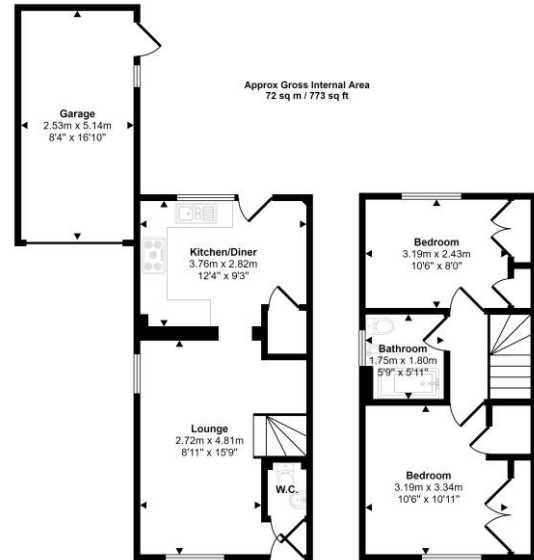 Approx Gross Internal Area
72 sq m / 773 sq ft
Garage
2.53m x 5.14m
8'4" x 16'10"
Kitchen/Diner
3.76m x 2.82m
12'4" x 9'3"
Lounge
2.72m x 4.81m
8'11" x 15'9"
W.C.
Bedroom
3.19m x 2.43m
10'6" x 8'0"
Bathroom
1.75m x 1.80m
5'9" x 5'11"
Bedroom
3.19m x 3.34m
10'6" x 10'11"